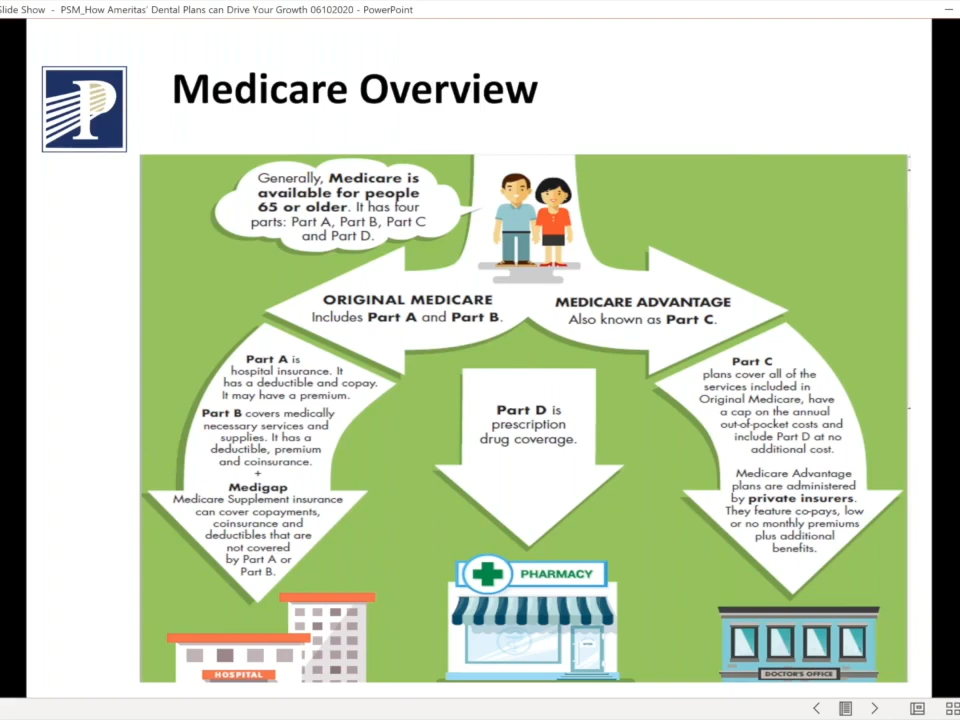 Slide Show - PSM_How Ameritas' Dental Plans can Drive Your Growth 06102020 - PowerPoint
P
Medicare Overview
Generally, Medicare is
available for people
65 or older. It has four
parts: Part A, Part B, Part C
and Part D.
ORIGINAL MEDICARE
Includes Part A and Part B.
MEDICARE ADVANTAGE
Also known as Part C.
Part A is
hospital insurance. It
has a deductible and copay.
It may have a premium.
Part B covers medically
necessary services and
supplies. It has a
deductible, premium
and coinsurance.
+
Medigap
Medicare Supplement insurance
can cover copayments,
coinsurance and
deductibles that are
not covered
by Part A or
Part B.
HOSPITAL
Part D is
prescription
drug coverage.
PHARMACY
Part C
plans cover all of the
services included in
Original Medicare, have
a cap on the annual
out-of-pocket costs and
include Part D at no
additional cost.
Medicare Advantage
plans are administered
by private insurers.
They feature co-pays, low
or no monthly premiums
plus additional
benefits.
DOCTOR'S OFFICE